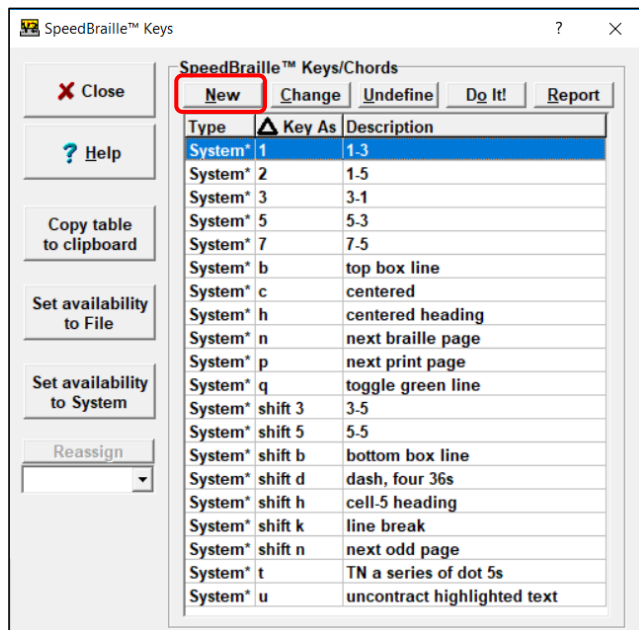 SpeedBraille™ Keys ?
SpeedBraille™ Keys/Chords
Close
Help
Copy table
to clipboard
Set availability
to File
Set availability
to System
Reassign
New Change Undefine Do It! Report
Type Key As Description
System* 1 1-3
System* 2 1-5
System* 3 3-1
System* 5 5-3
System* 7 7-5
System* b top box line
System* c centered
System* h centered heading
System* n next braille page
System* p next print page
System* q toggle green line
System* shift 3 3-5
System* shift 5 5-5
System* shift b bottom box line
System* shift d dash, four 36s
System* shift h cell-5 heading
System* shift k line break
System* shift n next odd page
System* t TN a series of dot 5s
System* u uncontract highlighted text